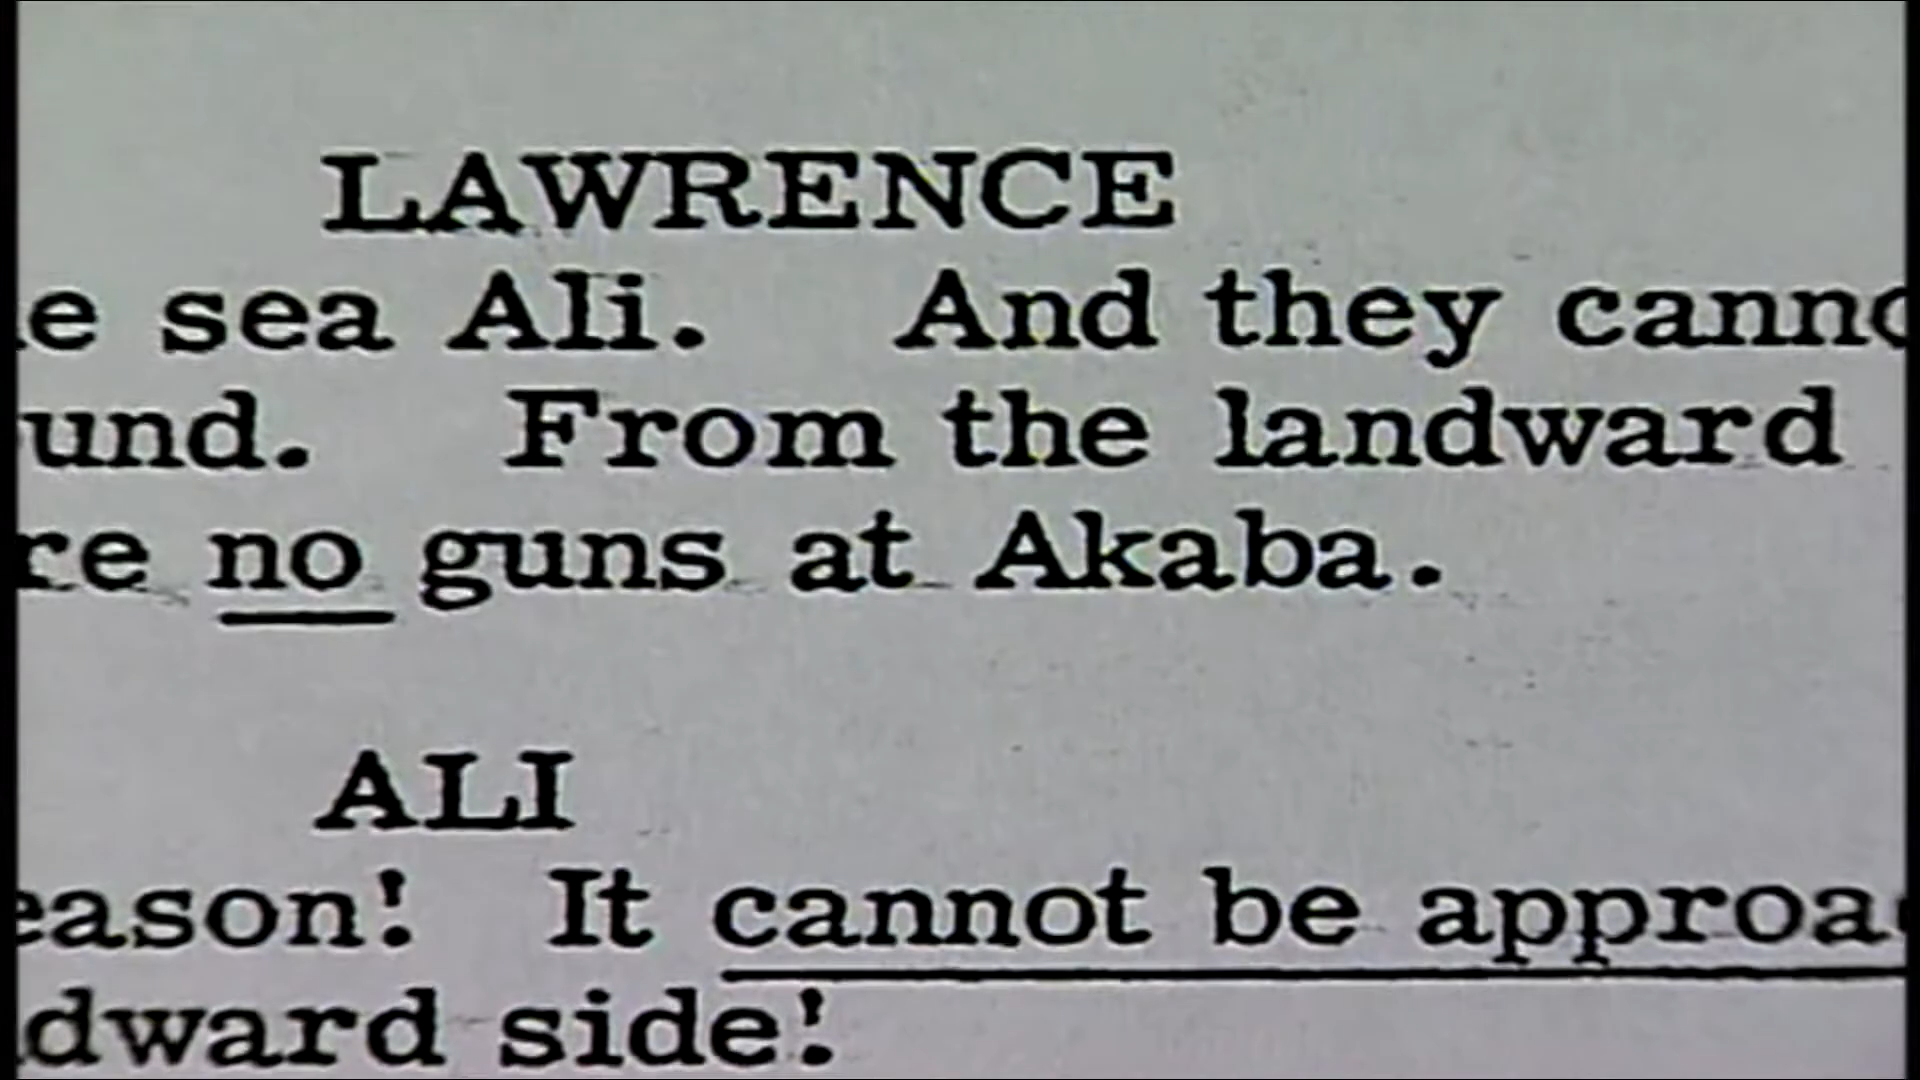 LAWRENCE
e sea Ali. And they canno
und. From the landward
re no guns at Akaba.
ALI
eason! It cannot be approa
dward side!